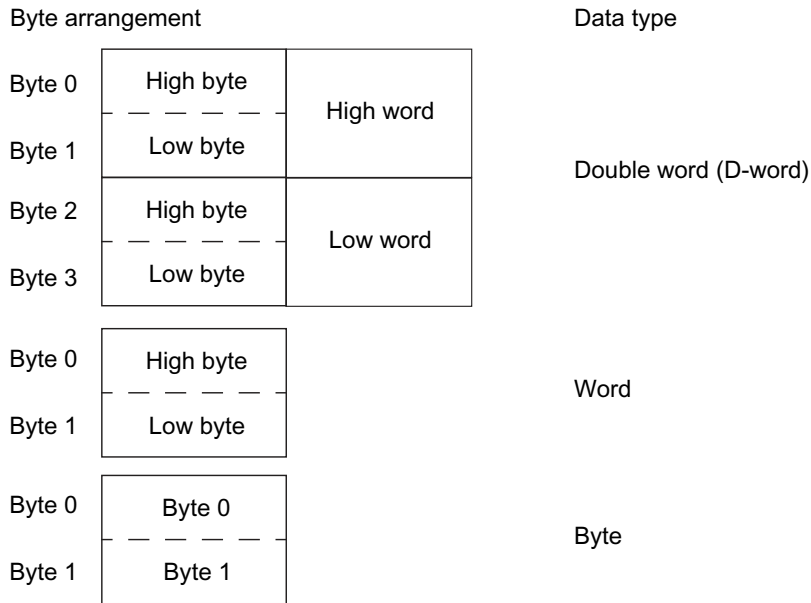 Byte arrangement Data type
Byte 0 High byte
High word
Byte 1 Low byte
Double word (D-word)
Byte 2 High byte
Low word
Byte 3 Low byte
Byte 0 High byte
Word
Byte 1 Low byte
Byte 0 Byte 0
Byte
Byte 1 Byte 1